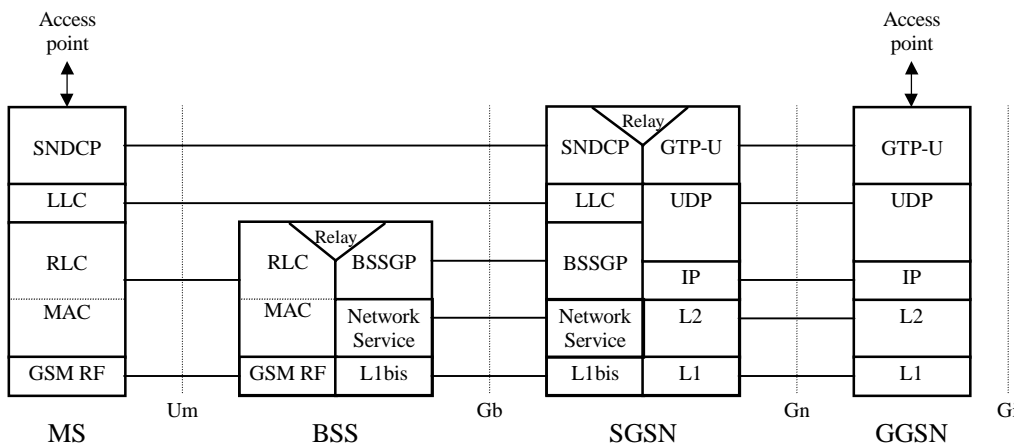 Access
point
Access
point
Relay
SNDCP
SNDCP
GTP-U
GTP-U
LLC
LLC
UDP
UDP
Relay
RLC
RLC
BSSGP
BSSGP
IP
IP
MAC
MAC
Network
Service
Network
Service
L2
L2
GSM RF
GSM RF
L1bis
L1bis
L1
L1
Um
Gb
Gn
MS
BSS
SGSN
GGSN